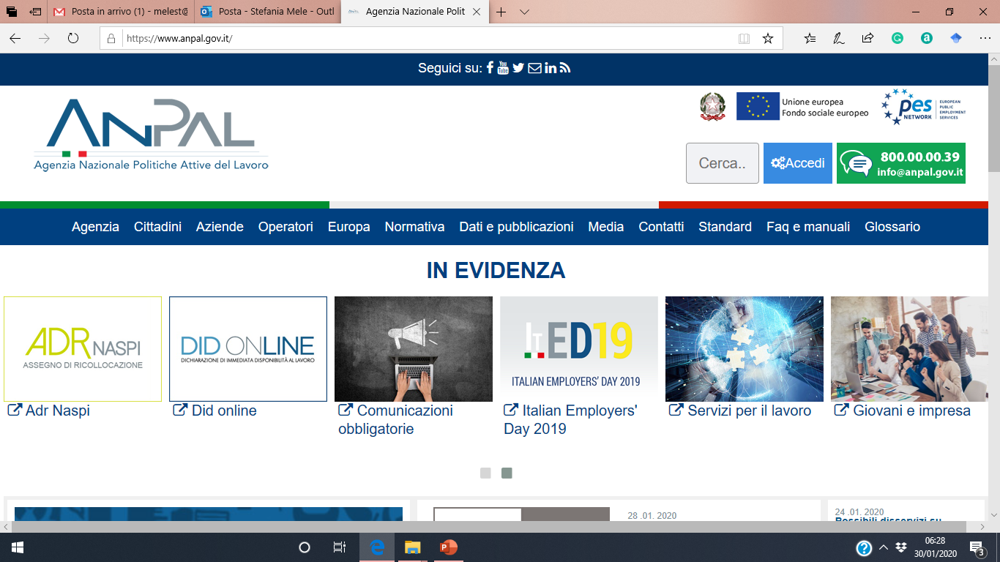 Posta in arrivo (1) - melest@
Posta - Stefania Mele - Outl
Agenzia Nazionale Polit
https://www.anpal.gov.it/
Seguici su:
ANPAL
Agenzia Nazionale Politiche Attive del Lavoro
Unione europea
Fondo sociale europeo
pes
NETWORK
EUROPEAN
PUBLIC
EMPLOYMENT
SERVICES
Cerca..
Accedi
800.00.00.39
info@anpal.gov.it
Agenzia Cittadini Aziende Operatori Europa Normativa Dati e pubblicazioni Media Contatti Standard Faq e manuali Glossario
IN EVIDENZA
ADR NASPI
ASSEGNO DI RICOLLOCAZIONE
Adr Naspi
DID ONLINE
DICHIARAZIONE DI IMMEDIATA DISPONIBILITÀ AL LAVORO
Did online
Comunicazioni
obbligatorie
ITED19
ITALIAN EMPLOYERS' DAY 2019
Italian Employers'
Day 2019
Servizi per il lavoro
Giovani e impresa
28 .01. 2020
24 .01. 2020
Possibili disservizi su
06:28
30/01/2020
3